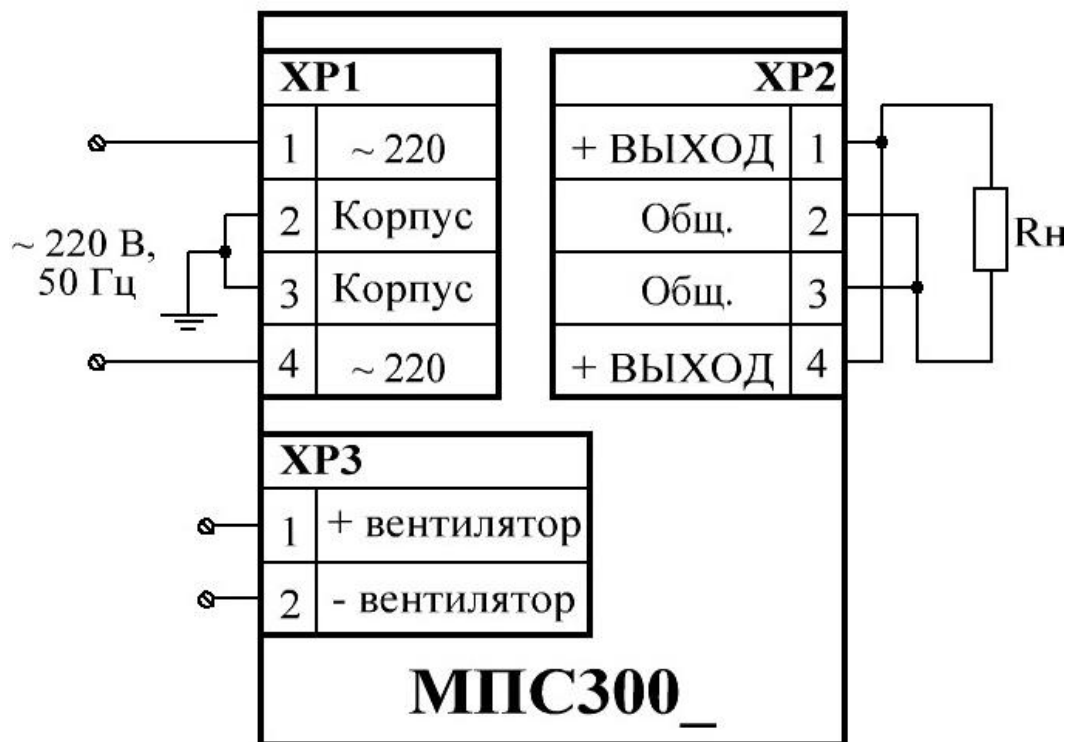 XP1
1 ~ 220
2 Корпус
3 Корпус
4 ~ 220
~ 220 В,
50 Гц
XP2
+ ВЫХОД 1
Общ. 2
Общ. 3
+ ВЫХОД 4
Rн
XP3
1 + вентилятор
2 - вентилятор
МПС300_